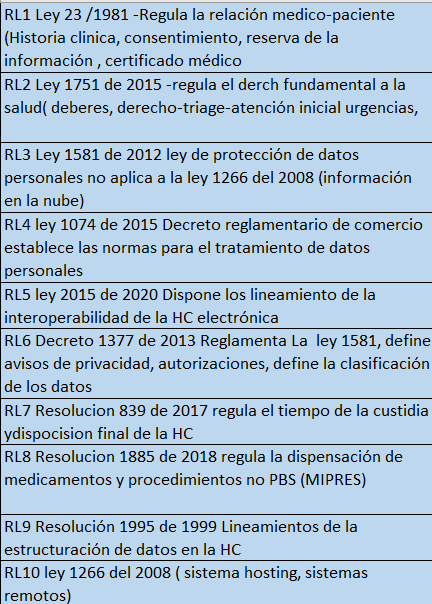 RL1 Ley 23 /1981 -Regula la relación medico-paciente
(Historia clinica, consentimiento, reserva de la
información , certificado médico
RL2 Ley 1751 de 2015 -regula el derch fundamental a la
salud( deberes, derecho-triage-atención inicial urgencias,
RL3 Ley 1581 de 2012 ley de protección de datos
personales no aplica a la ley 1266 del 2008 (información
en la nube)
RL4 ley 1074 de 2015 Decreto reglamentario de comercio
establece las normas para el tratamiento de datos
personales
RL5 ley 2015 de 2020 Dispone los lineamiento de la
interoperabilidad de la HC electrónica
RL6 Decreto 1377 de 2013 Reglamenta La  ley 1581, define
avisos de privacidad, autorizaciones, define la clasificación
de los datos
RL7 Resolucion 839 de 2017 regula el tiempo de la custidia
ydispocision final de la HC
RL8 Resolucion 1885 de 2018 regula la dispensación de
medicamentos y procedimientos no PBS (MIPRES)
RL9 Resolución 1995 de 1999 Lineamientos de la
estructuración de datos en la HC
RL10 ley 1266 del 2008 ( sistema hosting, sistemas
remotos)